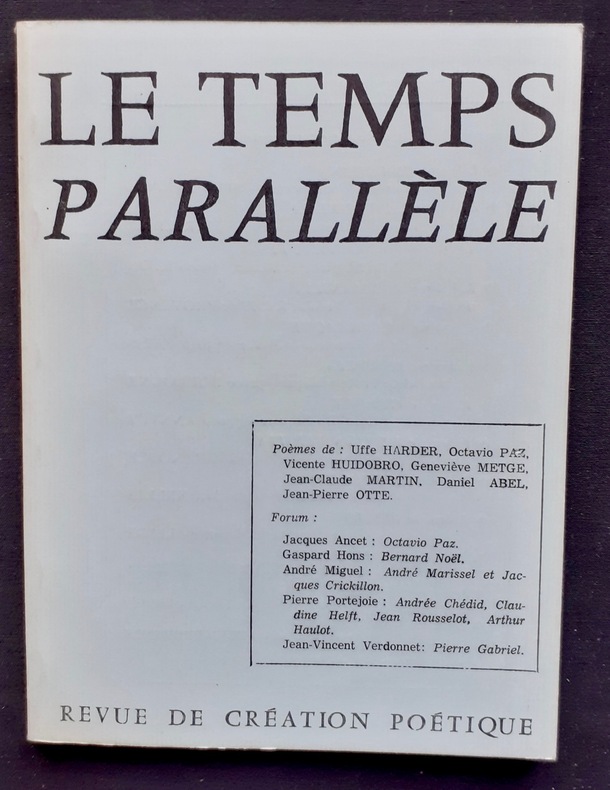 LE TEMPS
PARALLÈLE
Poèmes de : Uffe HARDER, Octavio PAZ,
Vicente HUIDOBRO, Geneviève METGE,
Jean-Claude MARTIN, Daniel ABEL,
Jean-Pierre OTTE.
Forum :
Jacques Ancet : Octavio Paz.
Gaspard Hons : Bernard Noël.
André Miguel : André Marissel et Jac-
ques Crickillon.
Pierre Portejoie : Andrée Chédid, Clau-
dine Helft, Jean Rousselot, Arthur
Haulot.
Jean-Vincent Verdonnet: Pierre Gabriel.
REVUE DE CRÉATION POÉTIQUE